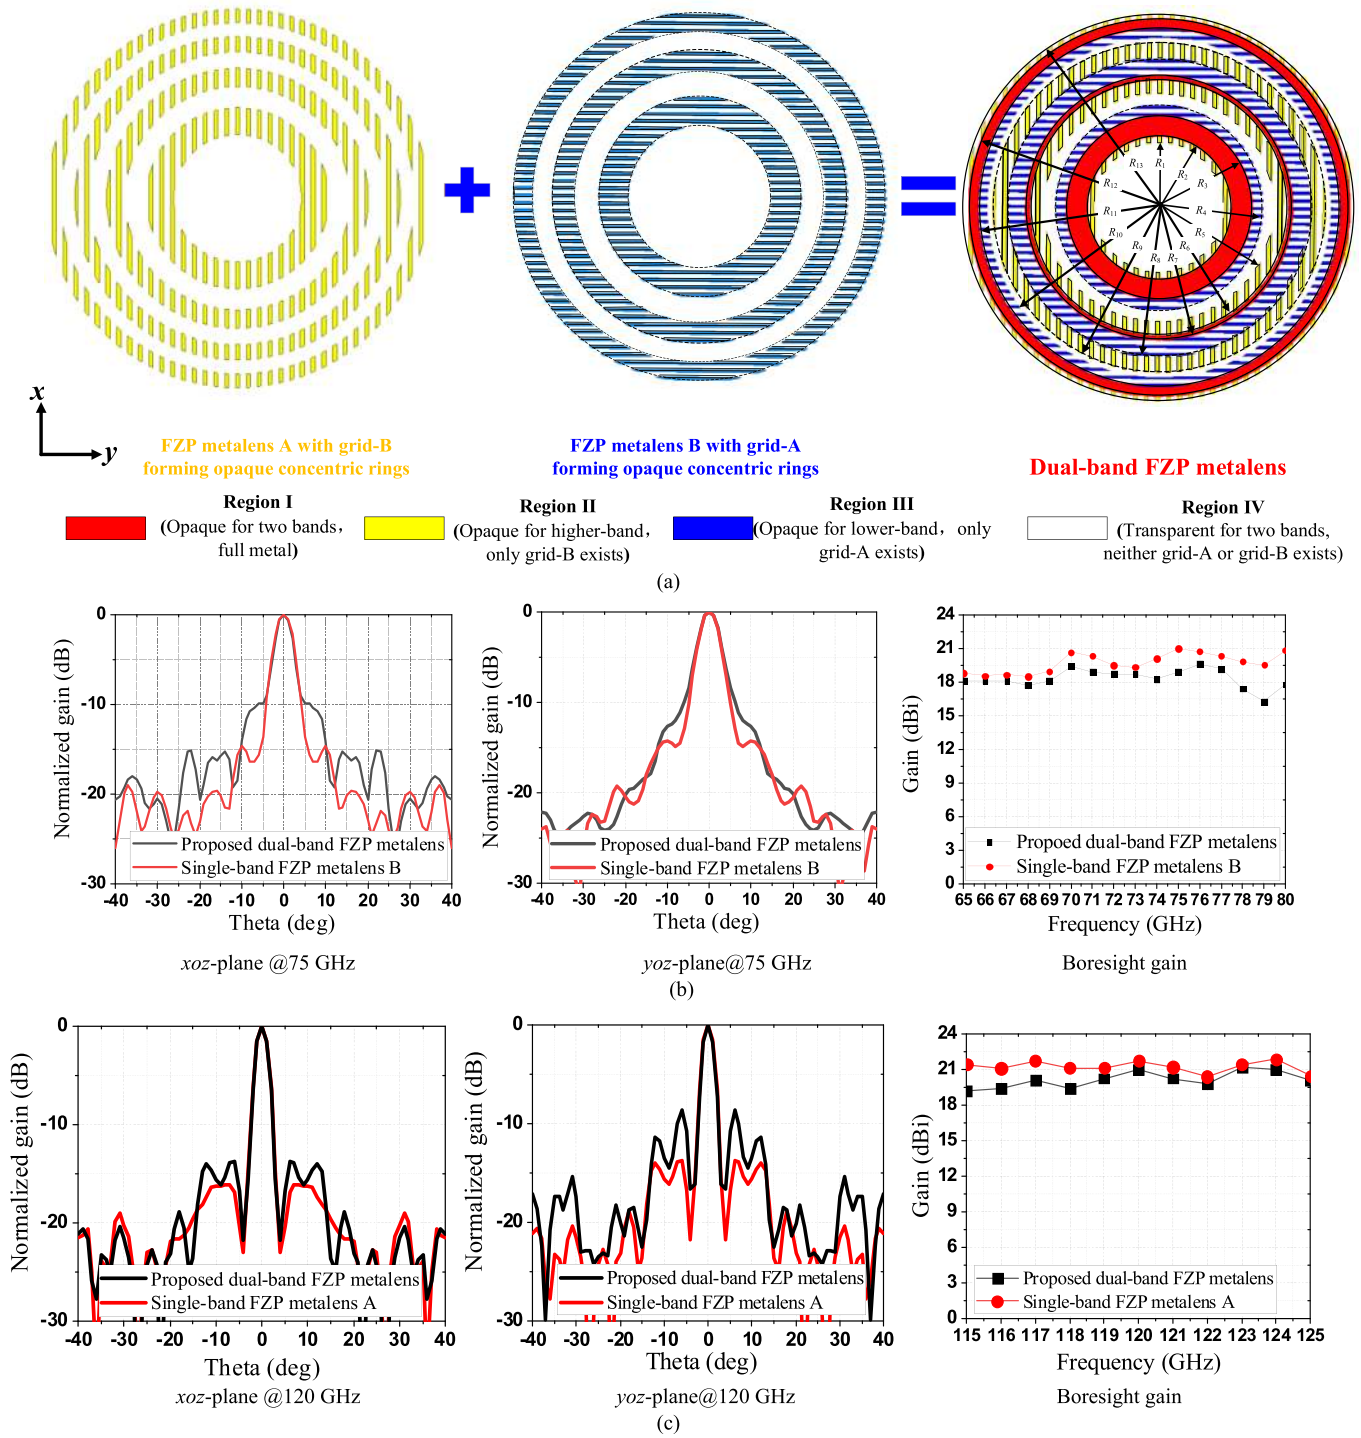 R13
R1
R2
R3
R12
R11
R4
R10
R5
R9
R6
R8
R7
x
y
FZP metalens A with grid-B
forming opaque concentric rings
FZP metalens B with grid-A
forming opaque concentric rings
Dual-band FZP metalens
Region I
(Opaque for two bands,
full metal)
Region II
(Opaque for higher-band,
only grid-B exists)
Region III
(Opaque for lower-band, only
grid-A exists)
Region IV
(Transparent for two bands,
neither grid-A or grid-B exists)
(a)
Normalized gain (dB)
0
-10
-20
-30
Proposed dual-band FZP metalens
Single-band FZP metalens B
-40 -30 -20 -10 0 10 20 30 40
Theta (deg)
xoz-plane @75 GHz
Normalized gain (dB)
0
-10
-20
-30
Proposed dual-band FZP metalens
Single-band FZP metalens B
-40 -30 -20 -10 0 10 20 30 40
Theta (deg)
yoz-plane@75 GHz
Gain (dBi)
24
21
18
15
12
9
6
3
0
Proposed dual-band FZP metalens
Single-band FZP metalens B
65 66 67 68 69 70 71 72 73 74 75 76 77 78 79 80
Frequency (GHz)
Boresight gain
(b)
Normalized gain (dB)
0
-10
-20
-30
Proposed dual-band FZP metalens
Single-band FZP metalens A
-40 -30 -20 -10 0 10 20 30 40
Theta (deg)
xoz-plane @120 GHz
Normalized gain (dB)
0
-10
-20
-30
Proposed dual-band FZP metalens
Single-band FZP metalens A
-40 -30 -20 -10 0 10 20 30 40
Theta (deg)
yoz-plane@120 GHz
Gain (dBi)
24
21
18
15
12
9
6
3
0
Proposed dual-band FZP metalens
Single-band FZP metalens A
115 116 117 118 119 120 121 122 123 124 125
Frequency (GHz)
Boresight gain
(c)